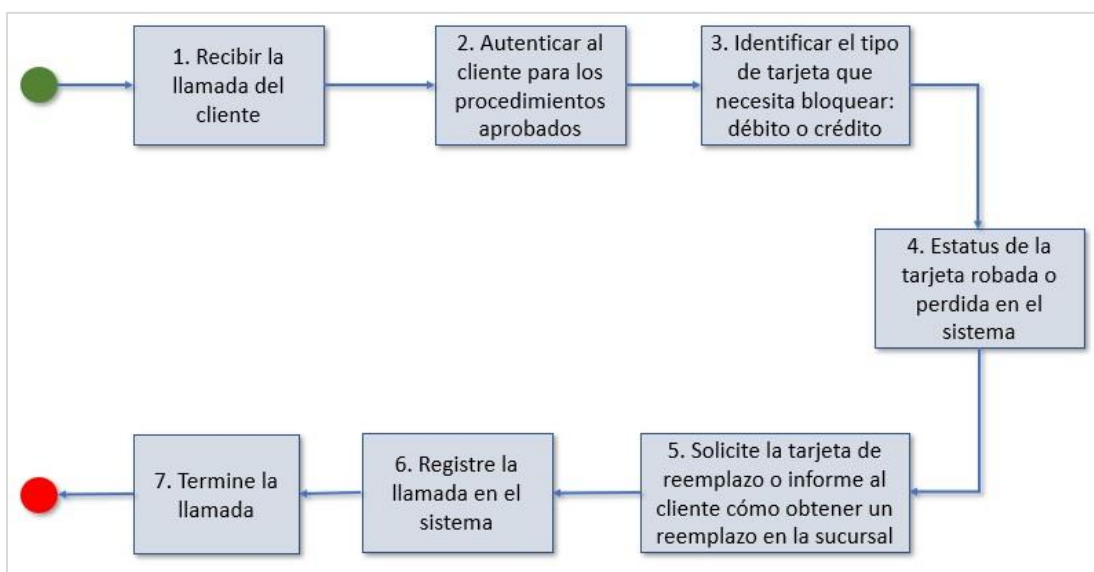 1. Recibir la
llamada del
cliente
2. Autenticar al
cliente para los
procedimientos
aprobados
3. Identificar el tipo
de tarjeta que
necesita bloquear:
débito o crédito
4. Estatus de la
tarjeta robada o
perdida en el
sistema
5. Solicite la tarjeta de
reemplazo o informe al
cliente cómo obtener un
reemplazo en la sucursal
6. Registre la
llamada en el
sistema
7. Termine la
llamada